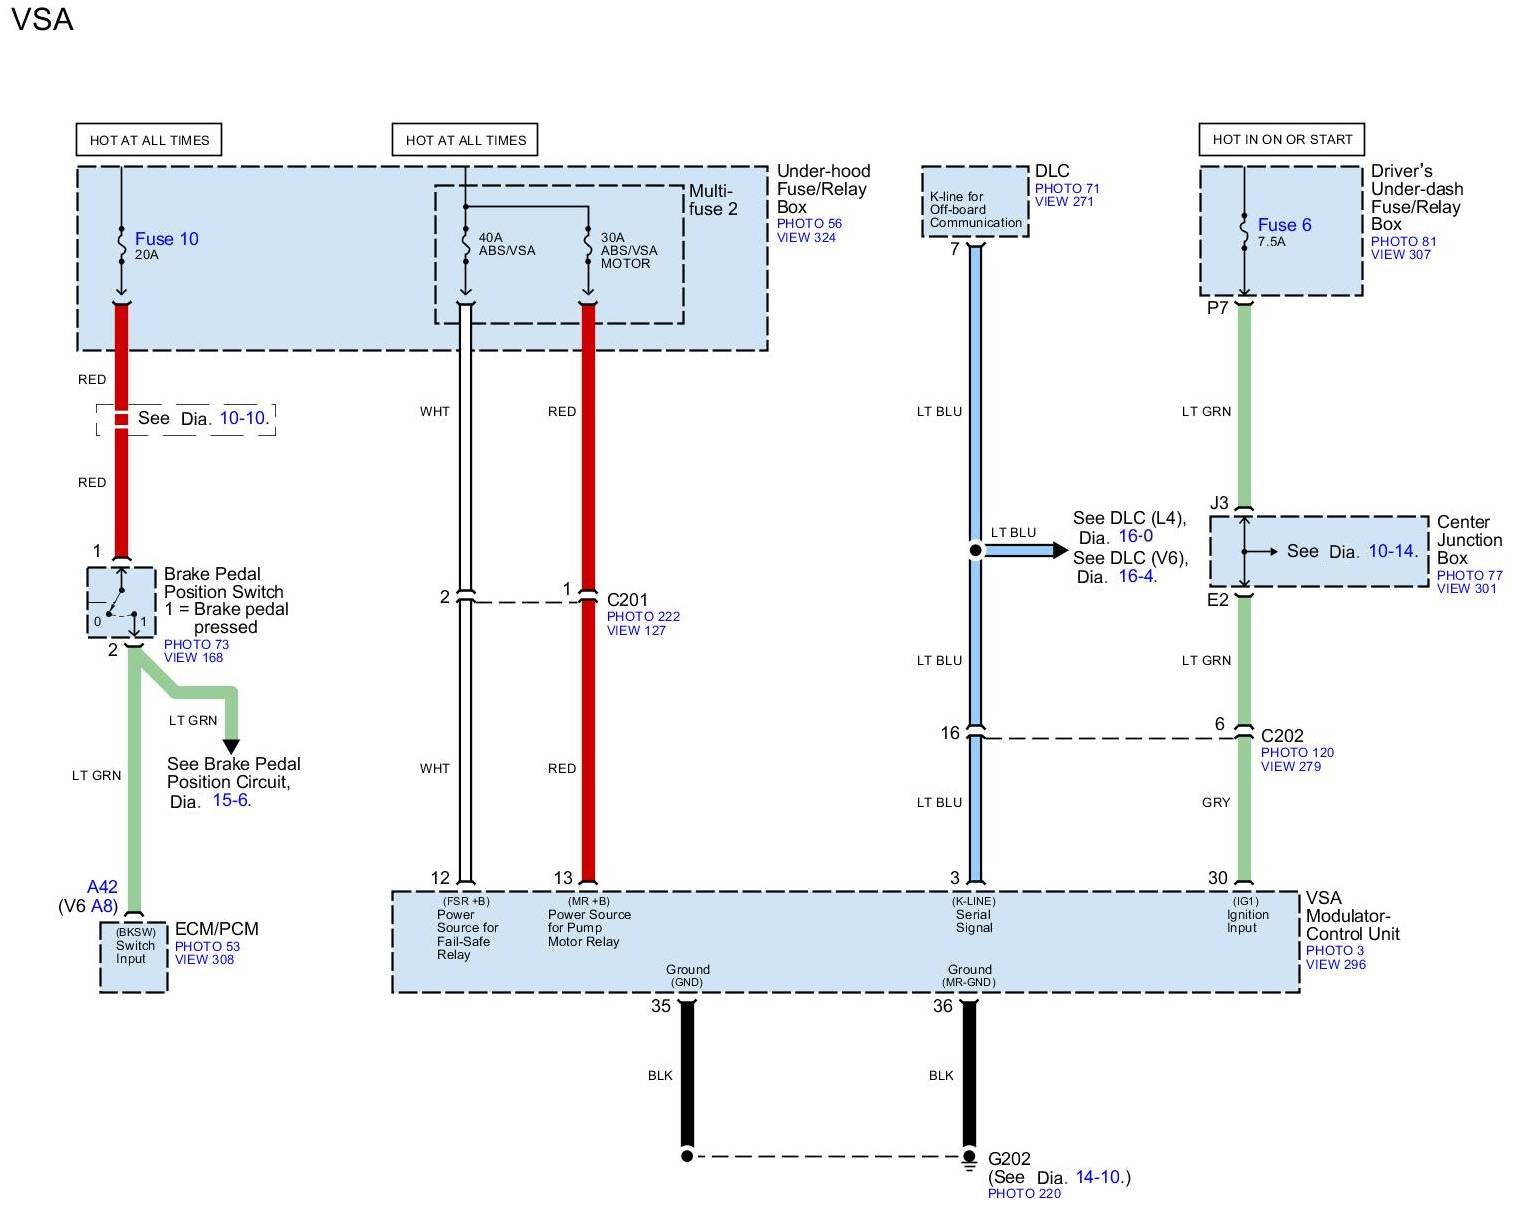 VSA
HOT AT ALL TIMES
HOT AT ALL TIMES
HOT IN ON OR START
Fuse 10
20A
Multi-
fuse 2
40A
ABS/VSA
30A
ABS/VSA
MOTOR
Under-hood
Fuse/Relay
Box
PHOTO 56
VIEW 324
K-line for
Off-board
Communication
DLC
PHOTO 71
VIEW 271
7
Fuse 6
7.5A
Driver's
Under-dash
Fuse/Relay
Box
PHOTO 81
VIEW 307
P7
RED
See Dia. 10-10.
RED
WHT
RED
LT BLU
LT GRN
1
Brake Pedal
Position Switch
1 = Brake pedal
pressed
PHOTO 73
VIEW 168
0
1
2
LT GRN
See Brake Pedal
Position Circuit,
Dia. 15-6.
LT GRN
A42
(V6 A8)
(BKSW)
Switch
Input
ECM/PCM
PHOTO 53
VIEW 308
2
1
C201
PHOTO 222
VIEW 127
LT BLU
See DLC (L4),
Dia. 16-0
See DLC (V6),
Dia. 16-4.
J3
See Dia. 10-14.
Center
Junction
Box
PHOTO 77
VIEW 301
E2
LT BLU
LT GRN
16
6
C202
PHOTO 120
VIEW 279
WHT
RED
LT BLU
GRY
12
13
3
30
(FSR +B)
Power
Source for
Fail-Safe
Relay
(MR +B)
Power Source
for Pump
Motor Relay
(K-LINE)
Serial
Signal
(IG1)
Ignition
Input
VSA
Modulator-
Control Unit
PHOTO 3
VIEW 296
Ground
(GND)
Ground
(MR-GND)
35
36
BLK
BLK
G202
(See Dia. 14-10.)
PHOTO 220